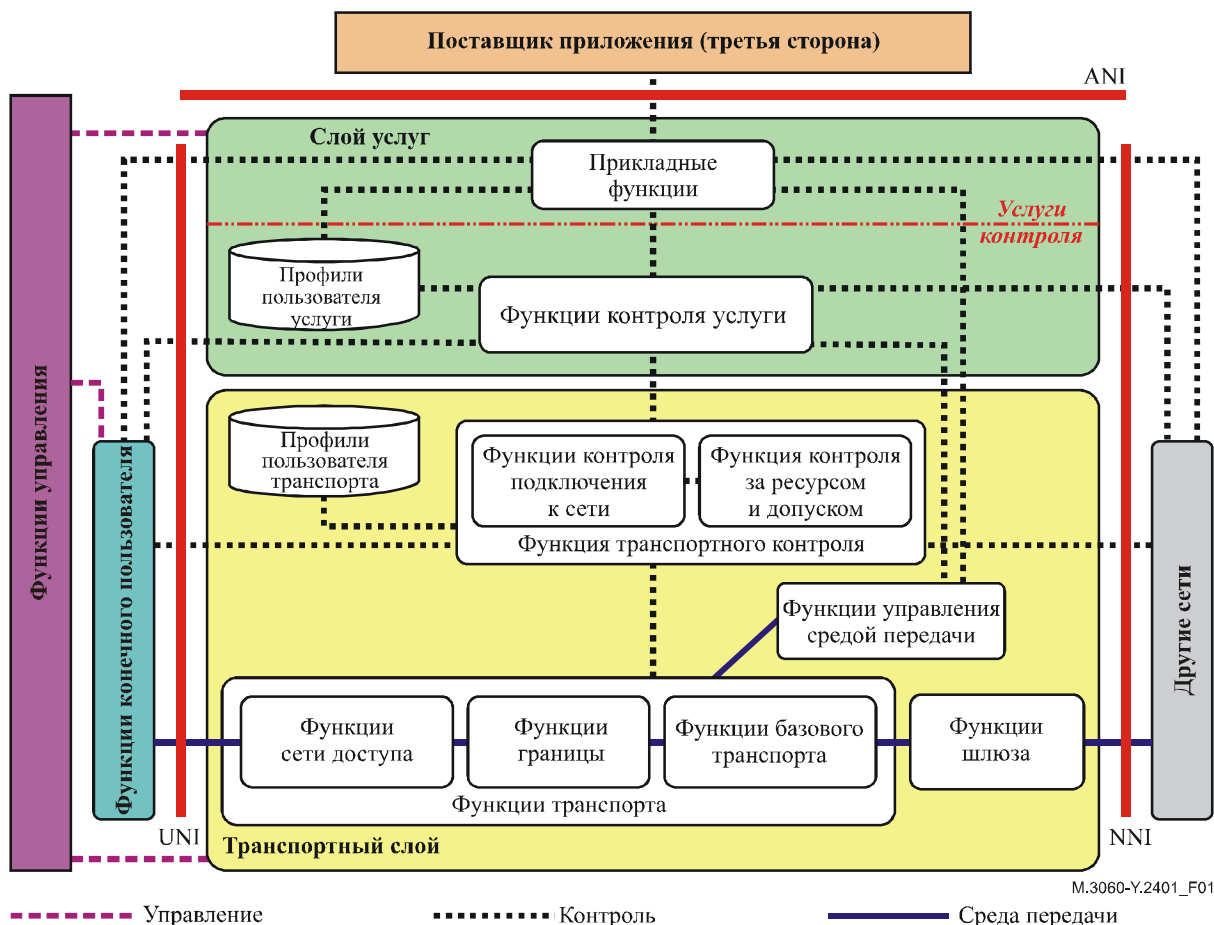 Поставщик приложения (третья сторона)
ANI
Слой услуг
Прикладные
функции
Услуги
контроля
Профили
пользователя
услуги
Функции контроля услуги
Функции управления
Функции конечного пользователя
Профили
пользователя
транспорта
Функции контроля
подключения
к сети
Функция контроля
за ресурсом
и допуском
Функция транспортного контроля
Функции управления
средой передачи
Другие сети
Функции
сети доступа
Функции
границы
Функции базового
транспорта
Функции
шлюза
Функции транспорта
UNI
Транспортный слой
NNI
M.3060-Y.2401_F01
Управление
Контроль
Среда передачи